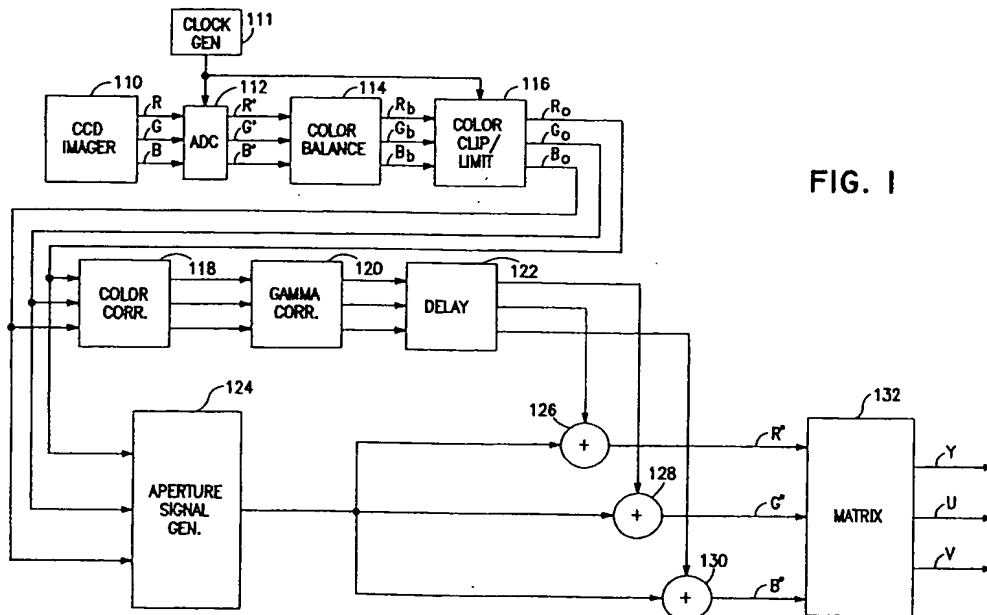 CLOCK
GEN
111
110
112
114
116
CCD
IMAGER
R
G
B
ADC
R'
G'
B'
COLOR
BALANCE
Rb
Gb
Bb
COLOR
CLIP/
LIMIT
Ro
Go
Bo
FIG. 1
118
120
122
COLOR
CORR.
GAMMA
CORR.
DELAY
124
APERTURE
SIGNAL
GEN.
126
+
R"
128
+
G"
130
+
B"
132
MATRIX
Y
U
V